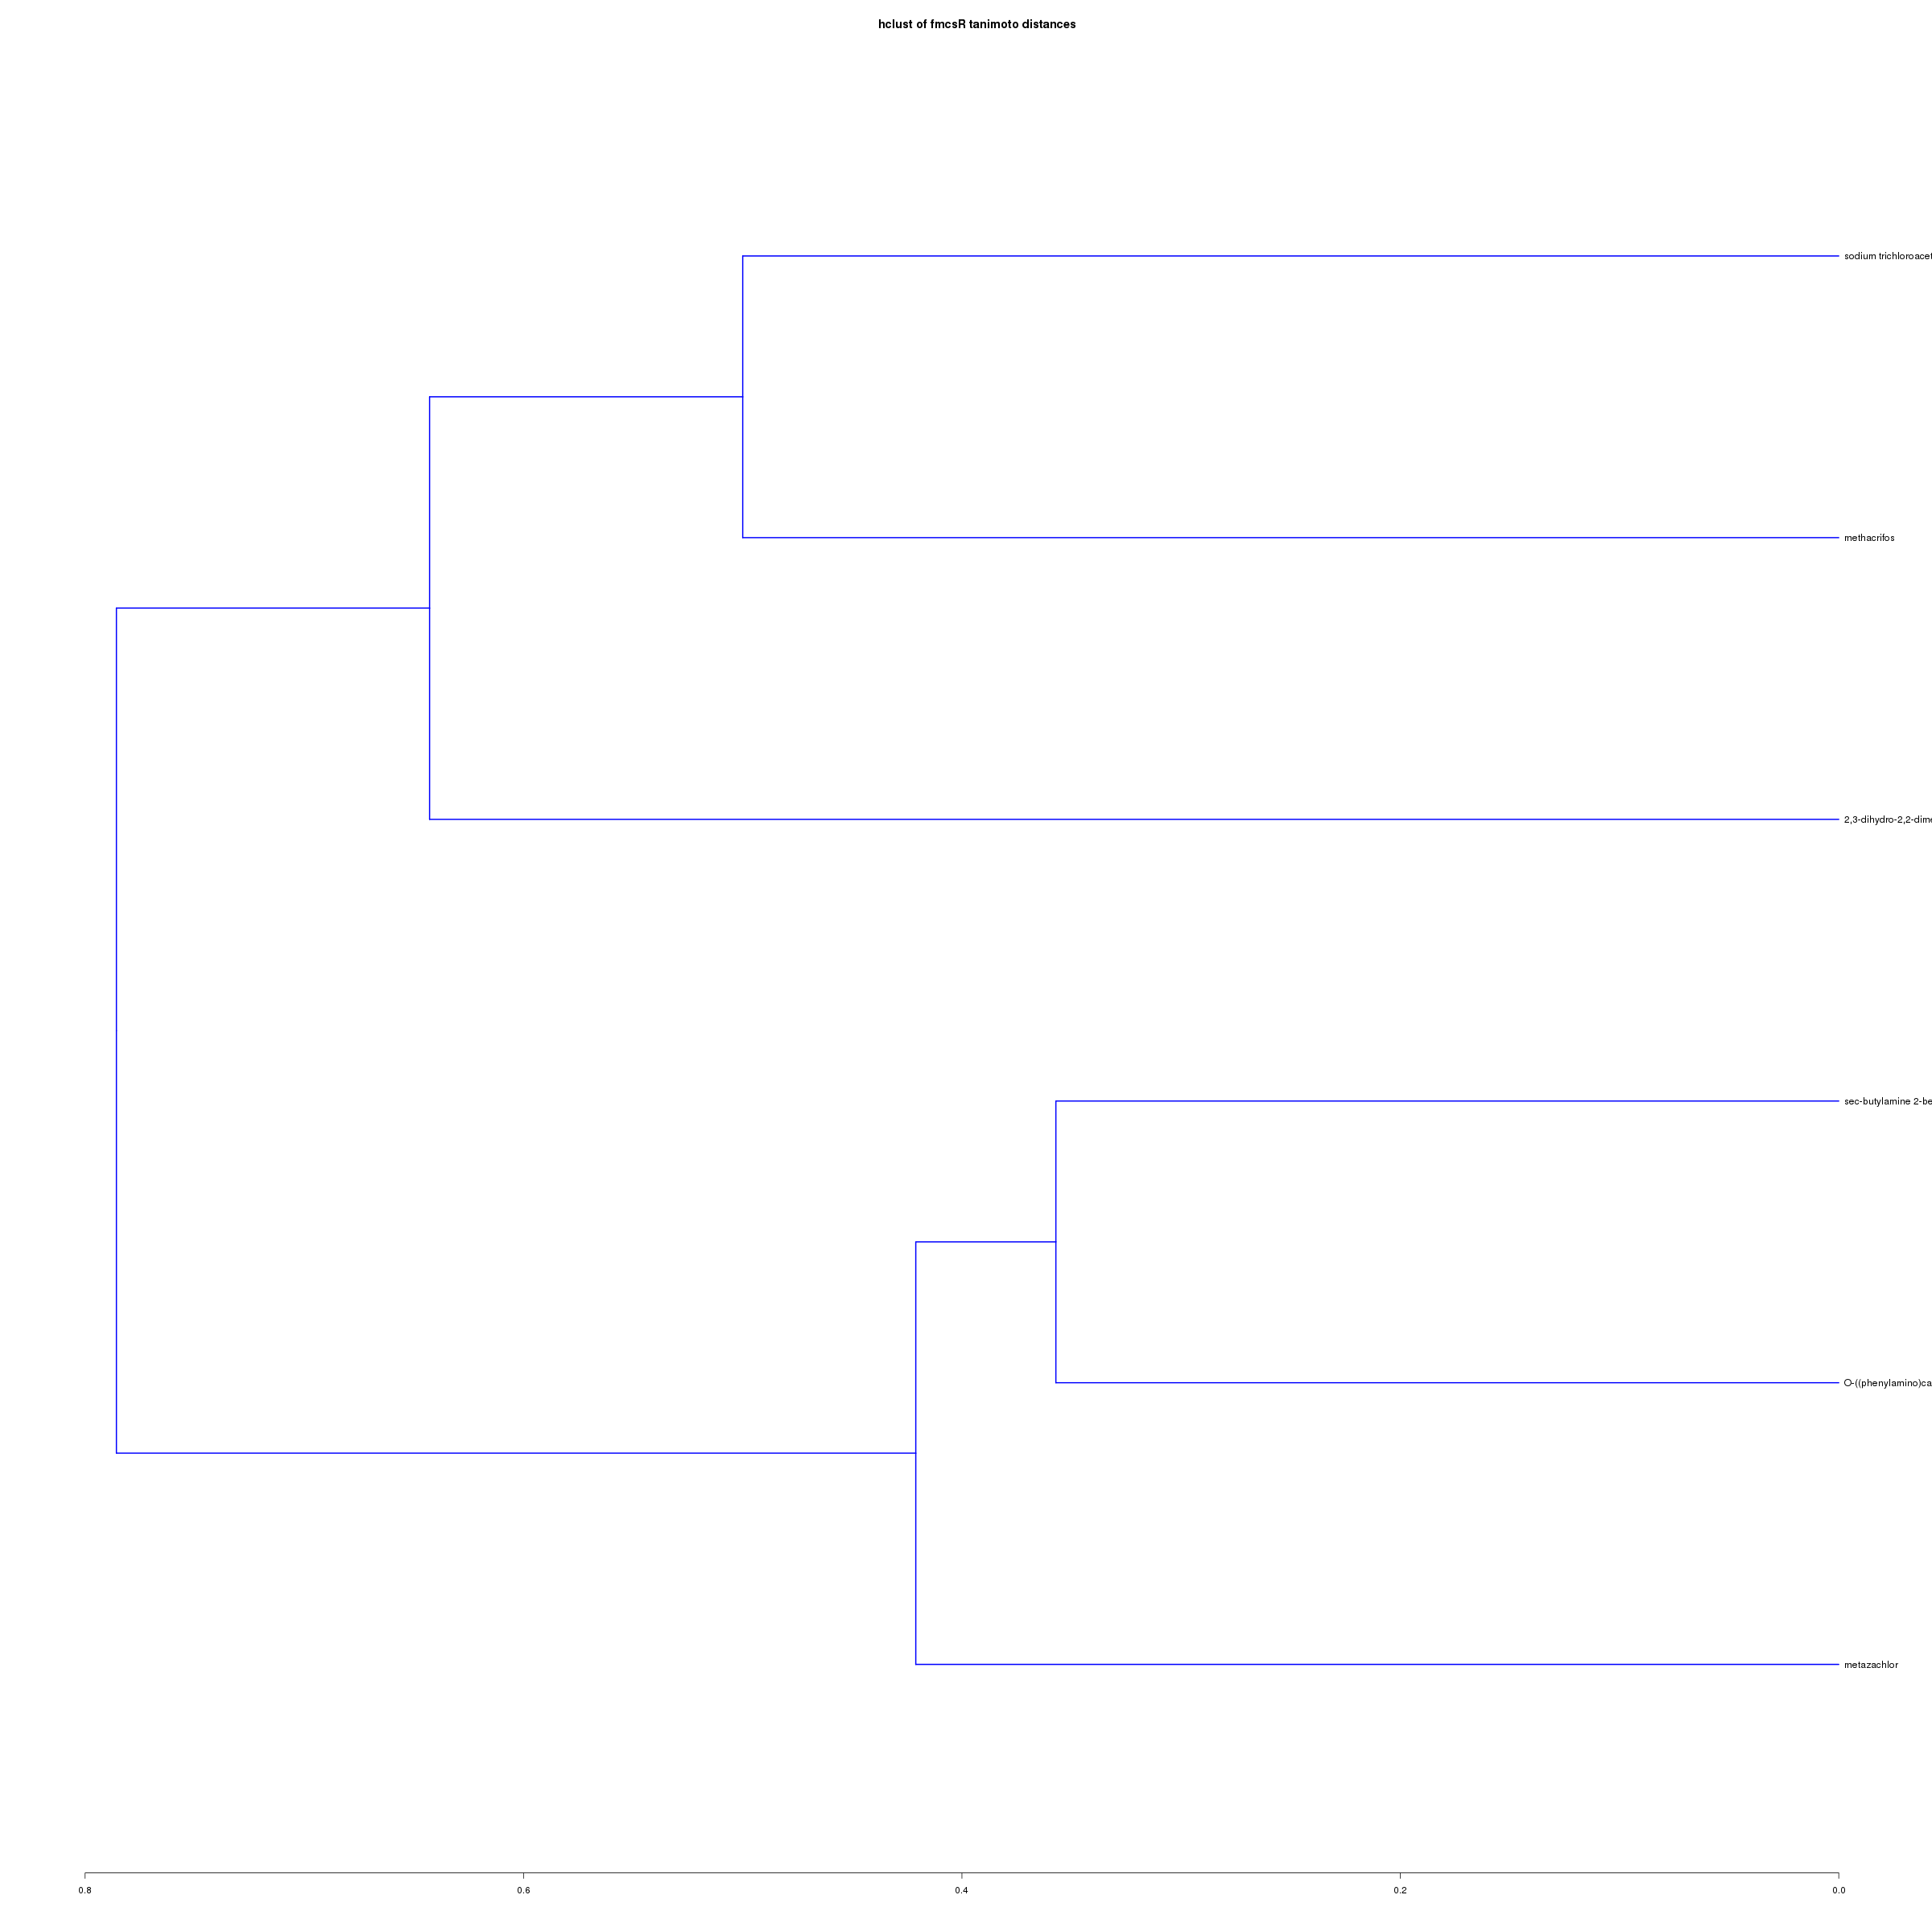 hclust of fmcsR tanimoto distances
sodium trichloroacet
methacrifos
2,3-dihydro-2,2-dime
sec-butylamine 2-be
O-((phenylamino)ca
metazachlor
0.8 0.6 0.4 0.2 0.0